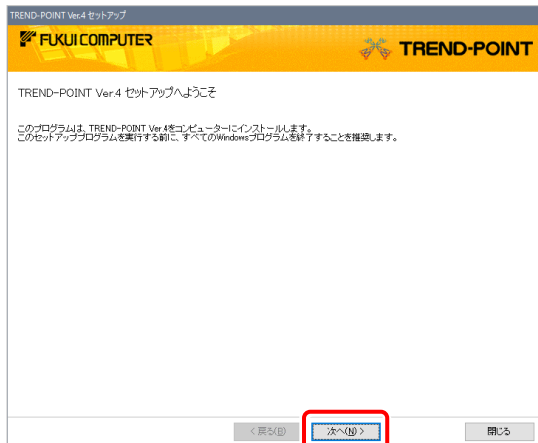 TREND-POINT Ver.4 セットアップ
FUKUI COMPUTER
TREND-POINT
TREND-POINT Ver.4 セットアップへようこそ
このプログラムは、TREND-POINT Ver.4をコンピューターにインストールします。
このセットアッププログラムを実行する前に、すべてのWindowsプログラムを終了することを推奨します。
< 戻る(B)
次へ(N) >
閉じる